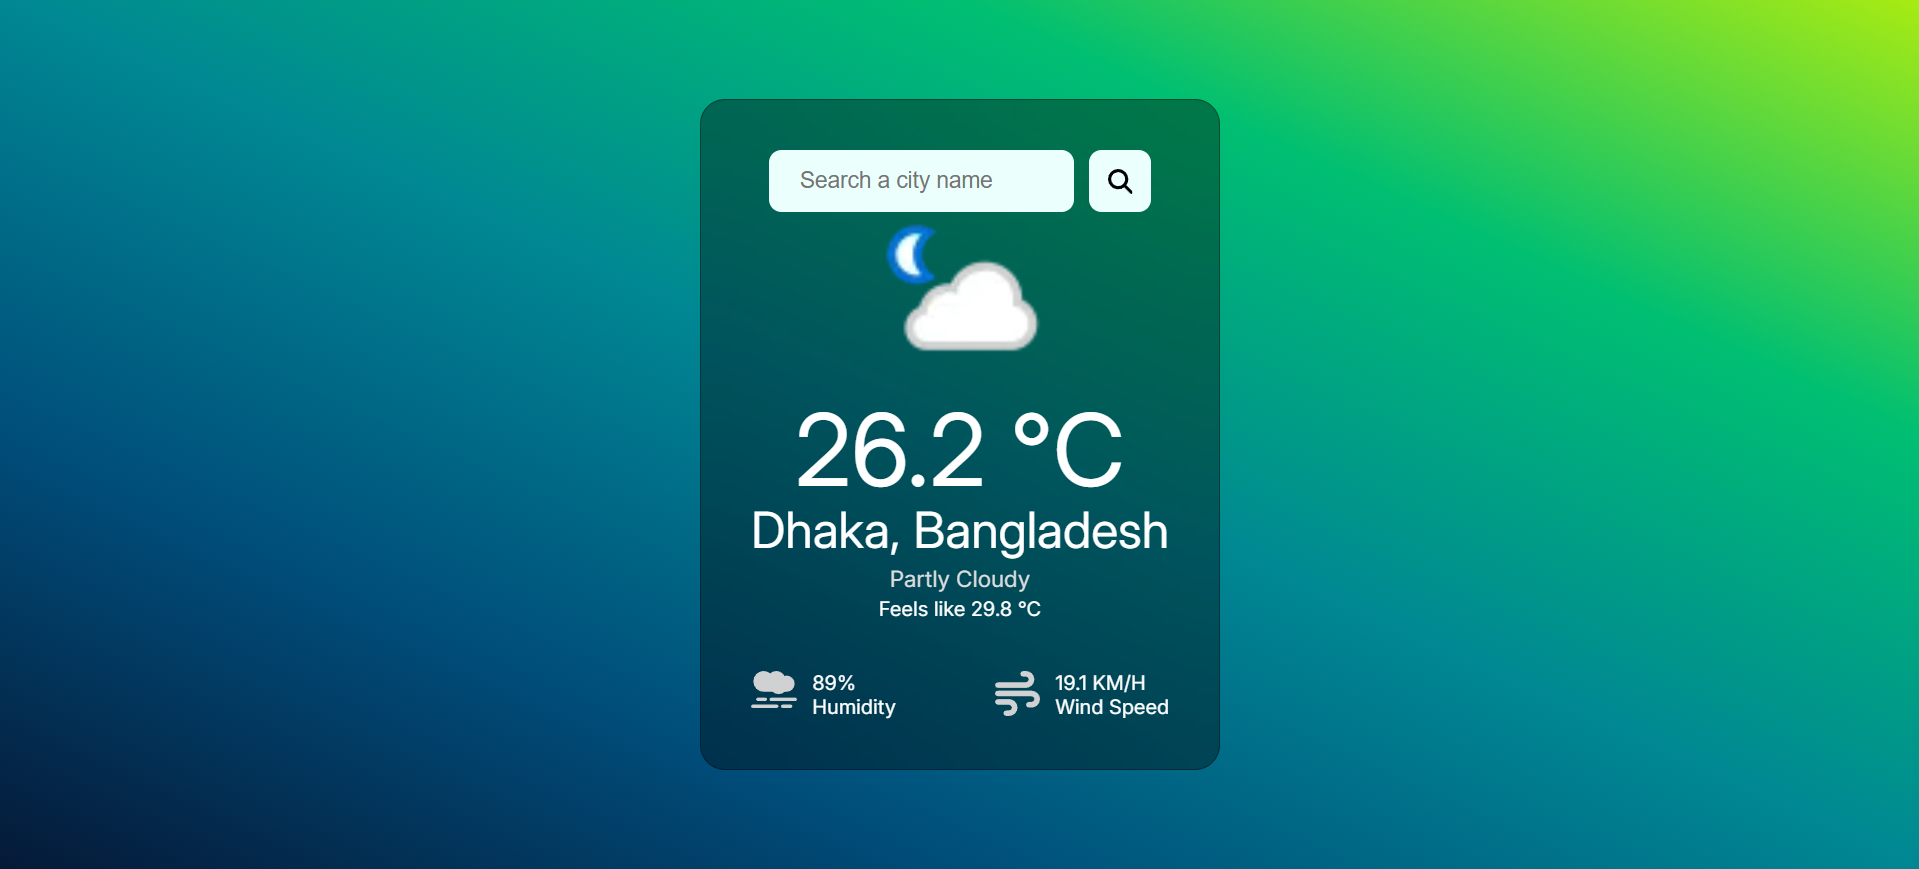 Search a city name
26.2 °C
Dhaka, Bangladesh
Partly Cloudy
Feels like 29.8 °C
89%
Humidity
19.1 KM/H
Wind Speed